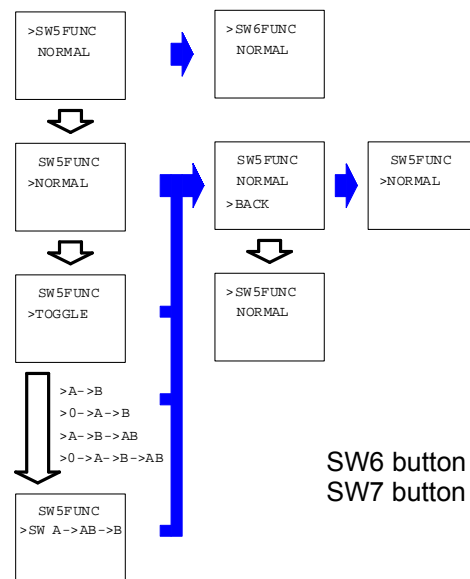 >SW5FUNC
NORMAL
>SW6FUNC
NORMAL
SW5FUNC
>NORMAL
SW5FUNC
NORMAL
>BACK
SW5FUNC
>NORMAL
SW5FUNC
>TOGGLE
>SW5FUNC
NORMAL
>A->B
>0->A->B
>A->B->AB
>0->A->B->AB
SW5FUNC
>SW A->AB->B
SW6 button
SW7 button